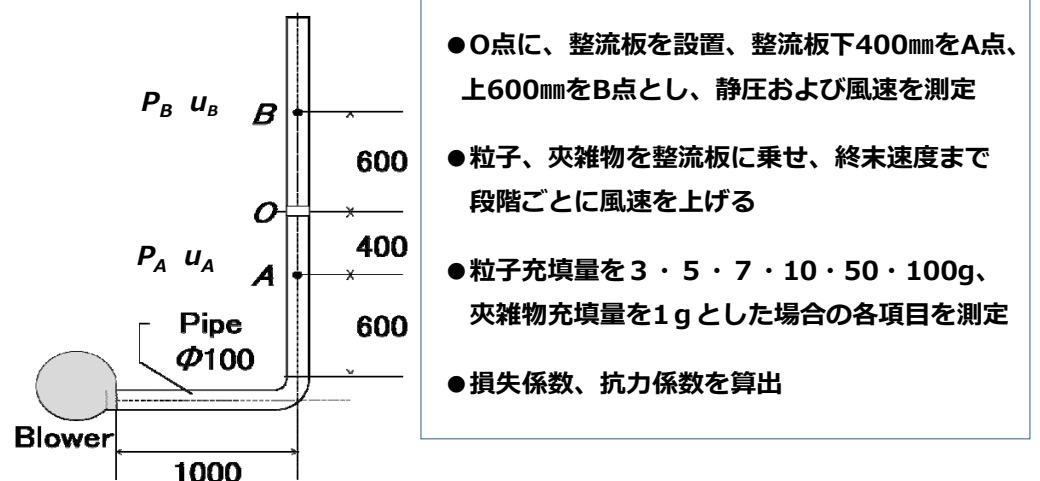 P_B u_B
B
600
O
400
P_A u_A
A
Pipe
Φ100
600
Blower
1000
●O点に、整流板を設置、整流板下400㎜をA点、
上600㎜をB点とし、静圧および風速を測定
●粒子、夾雑物を整流板に乗せ、終末速度まで
段階ごとに風速を上げる
●粒子充填量を３・５・７・10・50・100g、
夾雑物充填量を1ｇとした場合の各項目を測定
●損失係数、抗力係数を算出